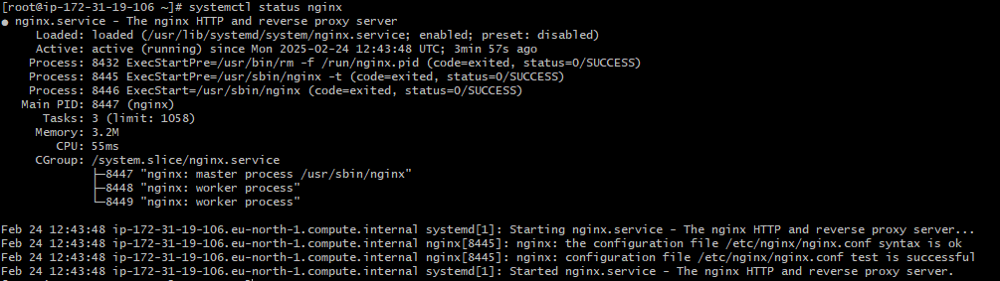 [root@ip-172-31-19-106 ~]# systemctl status nginx
● nginx.service - The nginx HTTP and reverse proxy server
     Loaded: loaded (/usr/lib/systemd/system/nginx.service; enabled; preset: disabled)
     Active: active (running) since Mon 2025-02-24 12:43:48 UTC; 3min 57s ago
    Process: 8432 ExecStartPre=/usr/bin/rm -f /run/nginx.pid (code=exited, status=0/SUCCESS)
    Process: 8445 ExecStartPre=/usr/sbin/nginx -t (code=exited, status=0/SUCCESS)
    Process: 8446 ExecStart=/usr/sbin/nginx (code=exited, status=0/SUCCESS)
   Main PID: 8447 (nginx)
      Tasks: 3 (limit: 1058)
     Memory: 3.2M
        CPU: 55ms
     CGroup: /system.slice/nginx.service
             ├─8447 "nginx: master process /usr/sbin/nginx"
             ├─8448 "nginx: worker process"
             └─8449 "nginx: worker process"
Feb 24 12:43:48 ip-172-31-19-106.eu-north-1.compute.internal systemd[1]: Starting nginx.service - The nginx HTTP and reverse proxy server...
Feb 24 12:43:48 ip-172-31-19-106.eu-north-1.compute.internal nginx[8445]: nginx: the configuration file /etc/nginx/nginx.conf syntax is ok
Feb 24 12:43:48 ip-172-31-19-106.eu-north-1.compute.internal nginx[8445]: nginx: configuration file /etc/nginx/nginx.conf test is successful
Feb 24 12:43:48 ip-172-31-19-106.eu-north-1.compute.internal systemd[1]: Started nginx.service - The nginx HTTP and reverse proxy server.